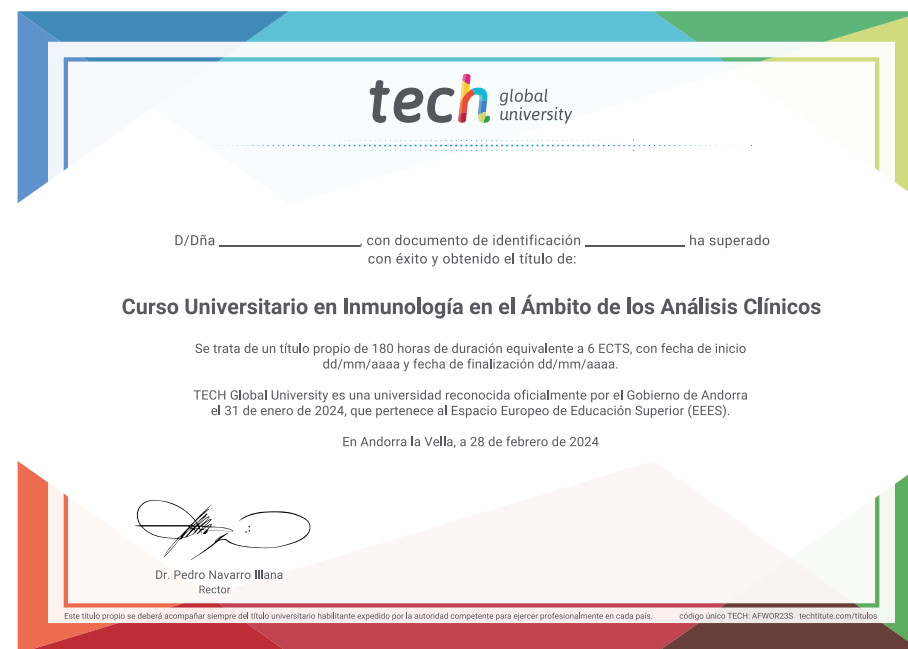 tech global university
D/Dña ____________________, con documento de identificación ______________ ha superado
con éxito y obtenido el título de:
Curso Universitario en Inmunología en el Ámbito de los Análisis Clínicos
Se trata de un título propio de 180 horas de duración equivalente a 6 ECTS, con fecha de inicio
dd/mm/aaaa y fecha de finalización dd/mm/aaaa.
TECH Global University es una universidad reconocida oficialmente por el Gobierno de Andorra
el 31 de enero de 2024, que pertenece al Espacio Europeo de Educación Superior (EEES).
En Andorra la Vella, a 28 de febrero de 2024
Dr. Pedro Navarro Illana
Rector
Este título propio se deberá acompañar siempre del título universitario habilitante expedido por la autoridad competente para ejercer profesionalmente en cada país. código único TECH: AFWOR23S techtitute.com/titulos